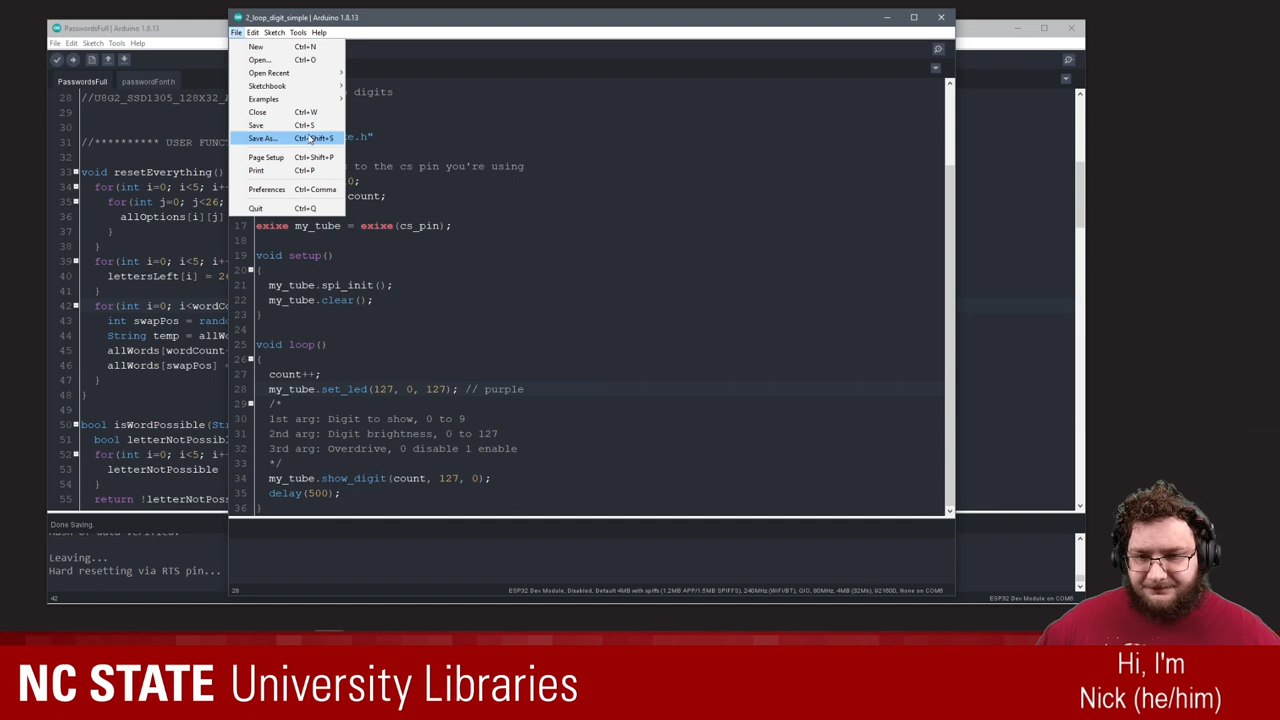 PasswordsFull | Arduino 1.8.13
File Edit Sketch Tools Help
PasswordsFull passwordFont.h
28 //U8G2_SSD1305_128X32_A
29
30
31 //********** USER FUNCT
32
33 void resetEverything()
34 for(int i=0; i<5; i+
35 for(int j=0; j<26;
36 allOptions[i][j]
37 }
38 }
39 for(int i=0; i<5; i+
40 lettersLeft[i] = 2
41 }
42 for(int i=0; i<wordCo
43 int swapPos = rando
44 String temp = allW
45 allWords[wordCount-
46 allWords[swapPos] =
47 }
48 }
49
50 bool isWordPossible(St
51 bool letterNotPossib
52 for(int i=0; i<5; i+
53 letterNotPossible
54 }
55 return !letterNotPos
Done Saving.
Leaving...
Hard resetting via RTS pin...
42
ESP32 Dev Module on COM6
2_loop_digit_simple | Arduino 1.8.13
File Edit Sketch Tools Help
New Ctrl+N
Open... Ctrl+O
Open Recent
Sketchbook
Examples
Close Ctrl+W
Save Ctrl+S
Save As... Ctrl+Shift+S
Page Setup Ctrl+Shift+P
Print Ctrl+P
Preferences Ctrl+Comma
Quit Ctrl+Q
digits
e.h"
s to the cs pin you're using
0;
count;
17 exixe my_tube = exixe(cs_pin);
18
19 void setup()
20 {
21 my_tube.spi_init();
22 my_tube.clear();
23 }
24
25 void loop()
26 {
27 count++;
28 my_tube.set_led(127, 0, 127); // purple
29 /*
30 1st arg: Digit to show, 0 to 9
31 2nd arg: Digit brightness, 0 to 127
32 3rd arg: Overdrive, 0 disable 1 enable
33 */
34 my_tube.show_digit(count, 127, 0);
35 delay(500);
36 }
28
ESP32 Dev Module, Disabled, Default 4MB with spiffs (1.2MB APP/1.5MB SPIFFS), 240MHz (WiFi/BT), QIO, 80MHz, 4MB (32Mb), 921600, None on COM6
NC STATE University Libraries
Hi, I'm
Nick (he/him)